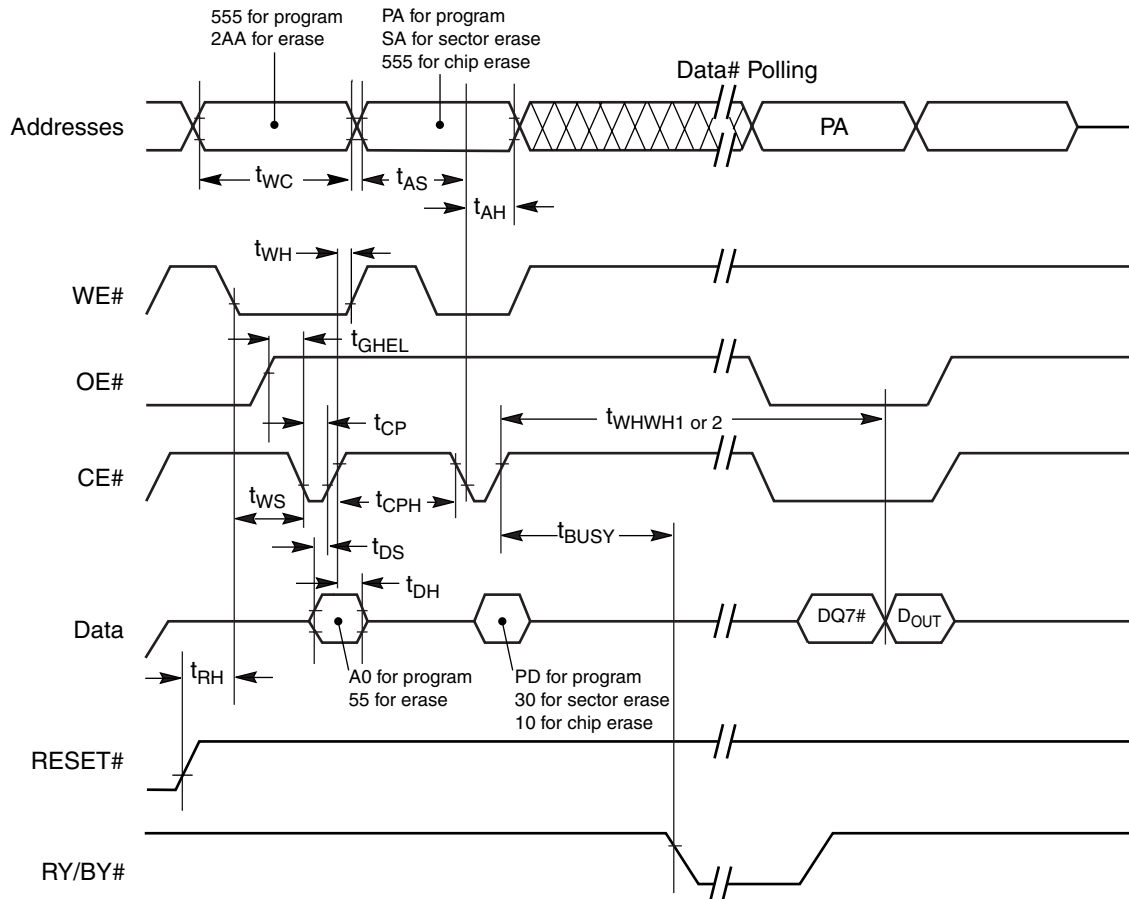 555 for program
2AA for erase
PA for program
SA for sector erase
555 for chip erase
Data# Polling
Addresses
PA
tWC
tAS
tAH
tWH
WE#
tGHEL
OE#
tWHWH1 or 2
tCP
CE#
tWS
tCPH
tBUSY
tDS
tDH
Data
DQ7#
DOUT
tRH
A0 for program
55 for erase
PD for program
30 for sector erase
10 for chip erase
RESET#
RY/BY#